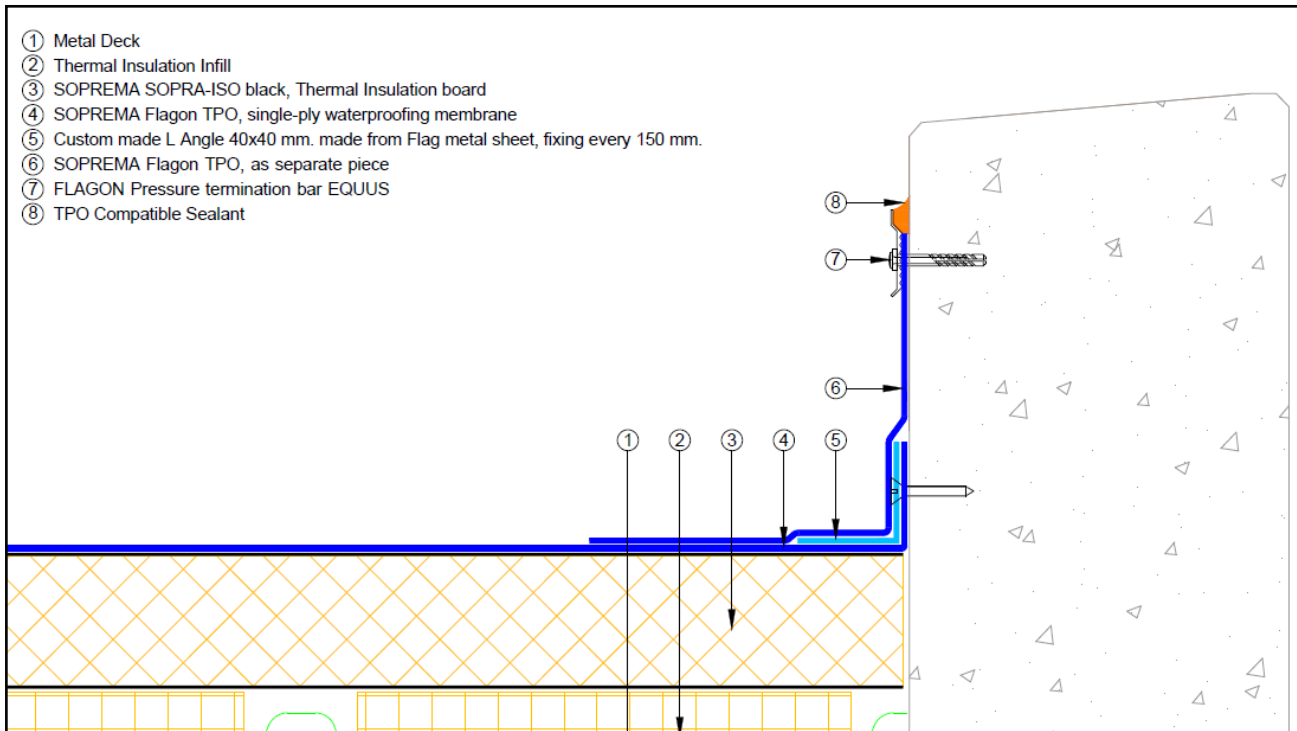 1 Metal Deck
2 Thermal Insulation Infill
3 SOPREMA SOPRA-ISO black, Thermal Insulation board
4 SOPREMA Flagon TPO, single-ply waterproofing membrane
5 Custom made L Angle 40x40 mm. made from Flag metal sheet, fixing every 150 mm.
6 SOPREMA Flagon TPO, as separate piece
7 FLAGON Pressure termination bar EQUUS
8 TPO Compatible Sealant
8
7
6
1 2 3 4 5